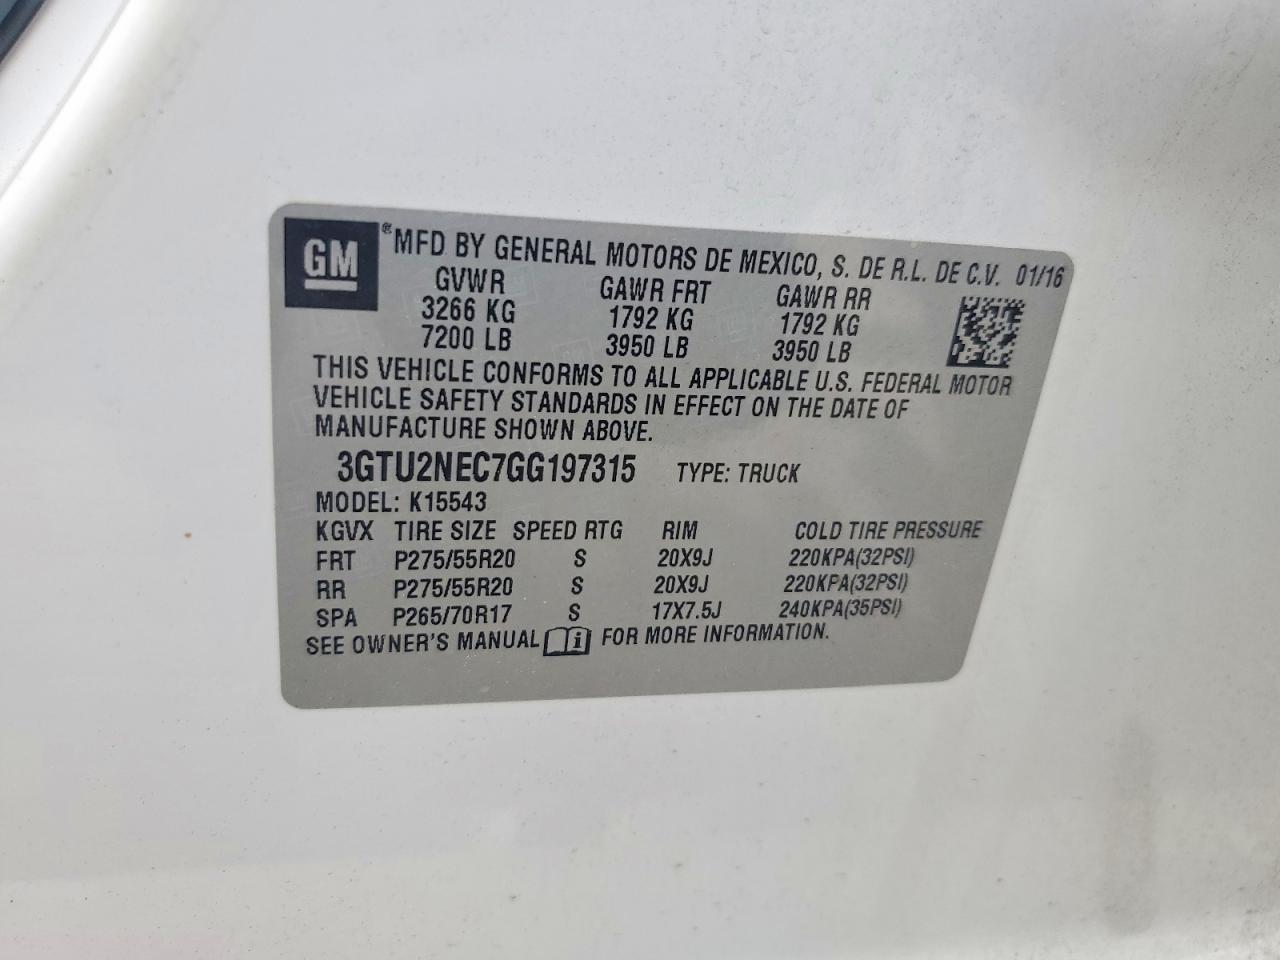 GM ® MFD BY GENERAL MOTORS DE MEXICO, S. DE R.L. DE C.V. 01/16
GVWR GAWR FRT GAWR RR
3266 KG 1792 KG 1792 KG
7200 LB 3950 LB 3950 LB
THIS VEHICLE CONFORMS TO ALL APPLICABLE U.S. FEDERAL MOTOR
VEHICLE SAFETY STANDARDS IN EFFECT ON THE DATE OF
MANUFACTURE SHOWN ABOVE.
3GTU2NEC7GG197315 TYPE: TRUCK
MODEL: K15543
KGVX TIRE SIZE SPEED RTG RIM COLD TIRE PRESSURE
FRT P275/55R20 S 20X9J 220KPA(32PSI)
RR P275/55R20 S 20X9J 220KPA(32PSI)
SPA P265/70R17 S 17X7.5J 240KPA(35PSI)
SEE OWNER'S MANUAL i FOR MORE INFORMATION.